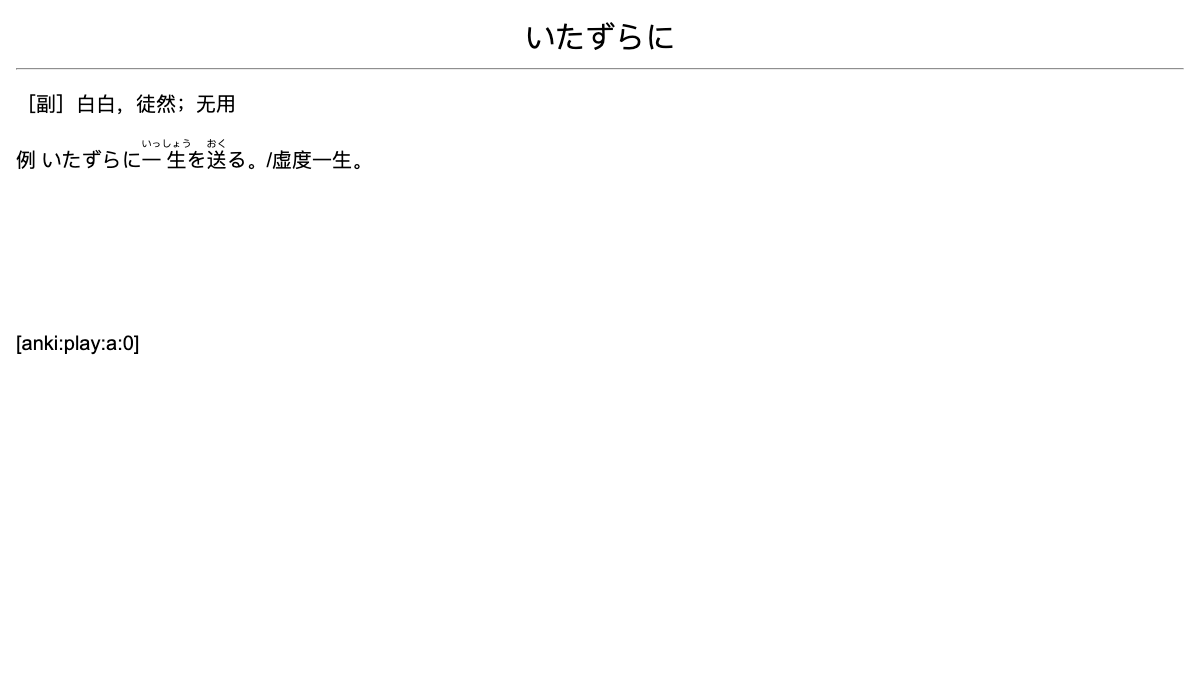 いたずらに
［副］白白，徒然；无用
いっしょう おく
例 いたずらに一生を送る。/虚度一生。
[anki:play:a:0]